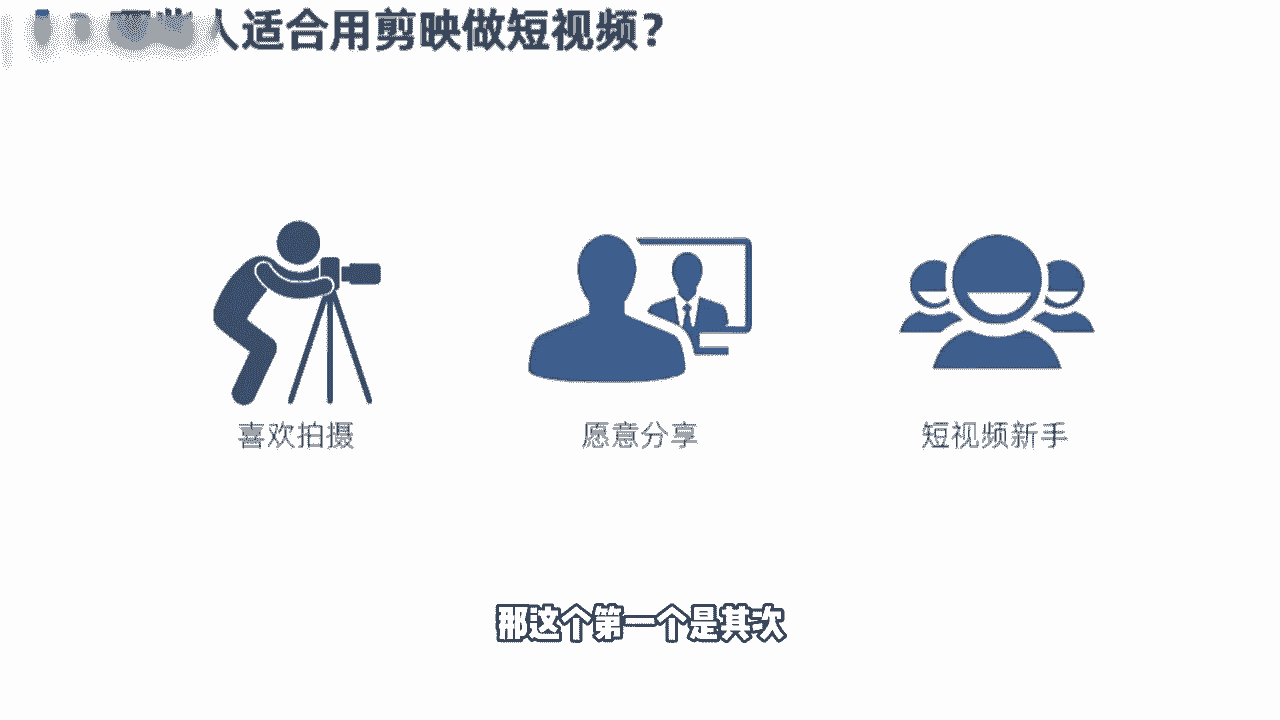 人适合用剪映做短视频？
喜欢拍摄
愿意分享
短视频新手
那这个第一个是其次